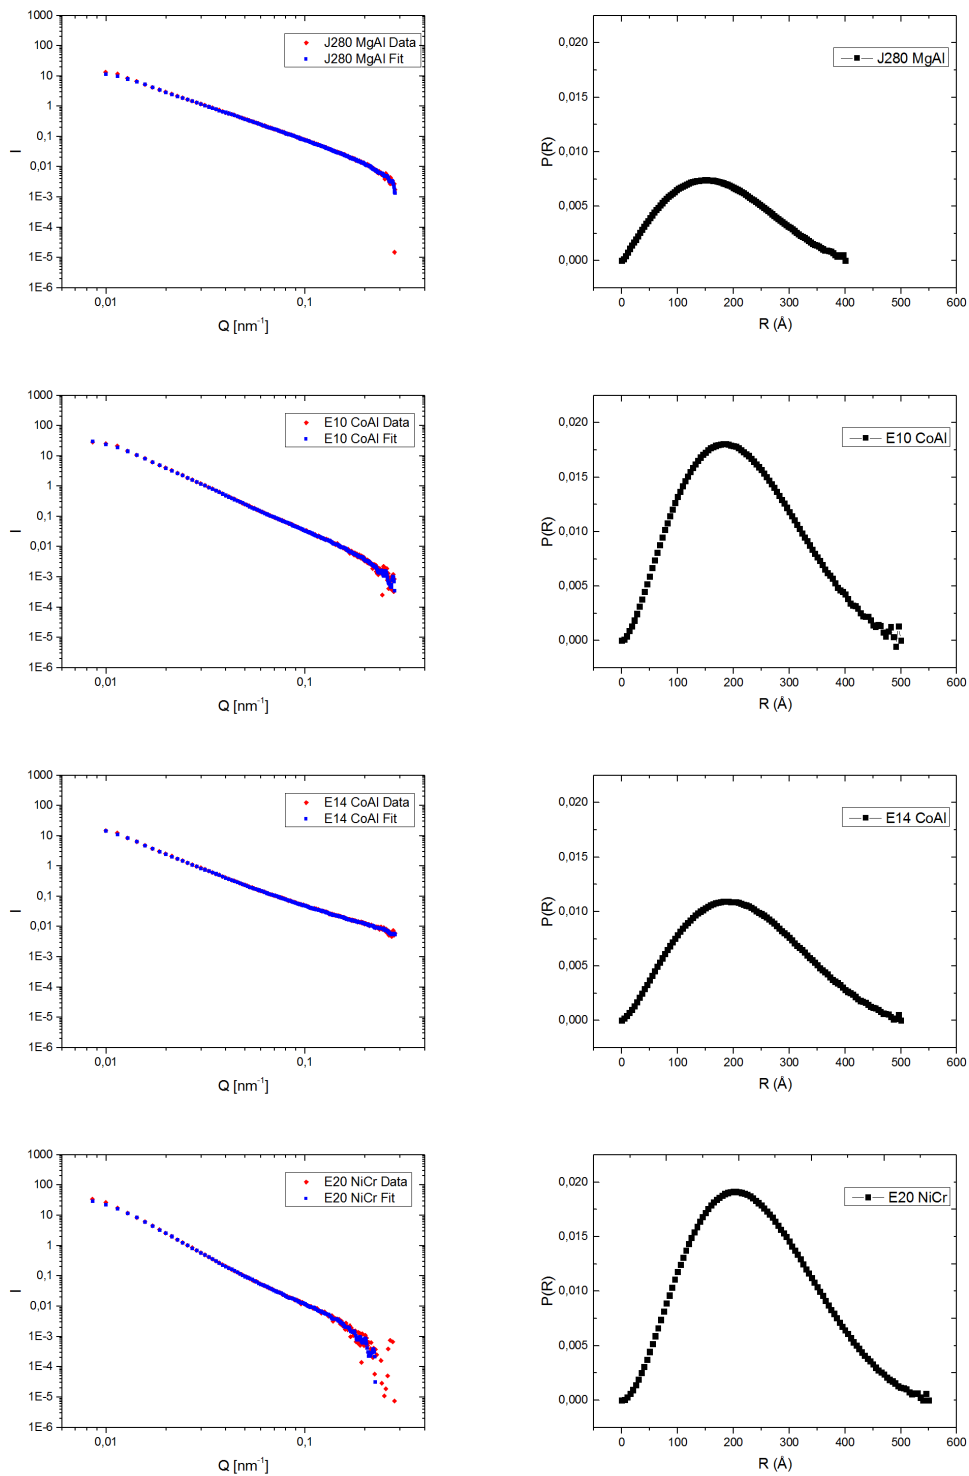 1000
100
10
1
0,1
0,01
1E-3
1E-4
1E-5
1E-6
I
J280 MgAl Data
J280 MgAl Fit
0,01
0,1
Q [nm-1]
0,020
0,015
0,010
0,005
0,000
P(R)
J280 MgAl
0
100
200
300
400
500
600
R (Å)
1000
100
10
1
0,1
0,01
1E-3
1E-4
1E-5
1E-6
I
E10 CoAl Data
E10 CoAl Fit
0,01
0,1
Q [nm-1]
0,020
0,015
0,010
0,005
0,000
P(R)
E10 CoAl
0
100
200
300
400
500
600
R (Å)
1000
100
10
1
0,1
0,01
1E-3
1E-4
1E-5
1E-6
I
E14 CoAl Data
E14 CoAl Fit
0,01
0,1
Q [nm-1]
0,020
0,015
0,010
0,005
0,000
P(R)
E14 CoAl
0
100
200
300
400
500
600
R (Å)
1000
100
10
1
0,1
0,01
1E-3
1E-4
1E-5
1E-6
I
E20 NiCr Data
E20 NiCr Fit
0,01
0,1
Q [nm-1]
0,020
0,015
0,010
0,005
0,000
P(R)
E20 NiCr
0
100
200
300
400
500
600
R (Å)